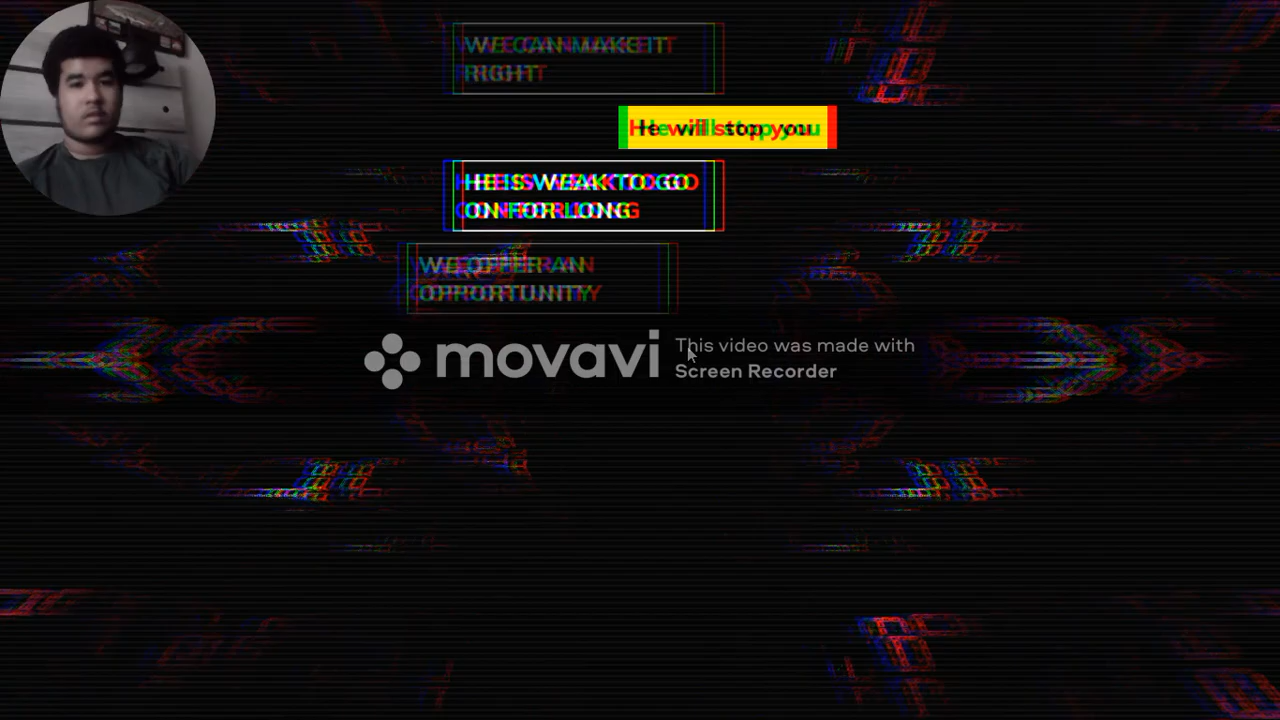 WE CAN MAKE IT
RIGHT
He will stop you
HE IS WEAK TO GO
ON FOR LONG
WE OFFER AN
OPPORTUNITY
movavi
This video was made with
Screen Recorder